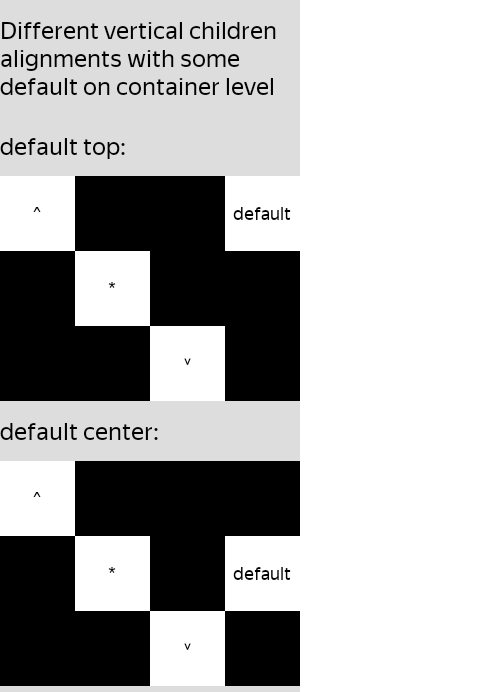 Different vertical children
alignments with some
default on container level
default top:
^ default
*
v
default center:
^
* default
v